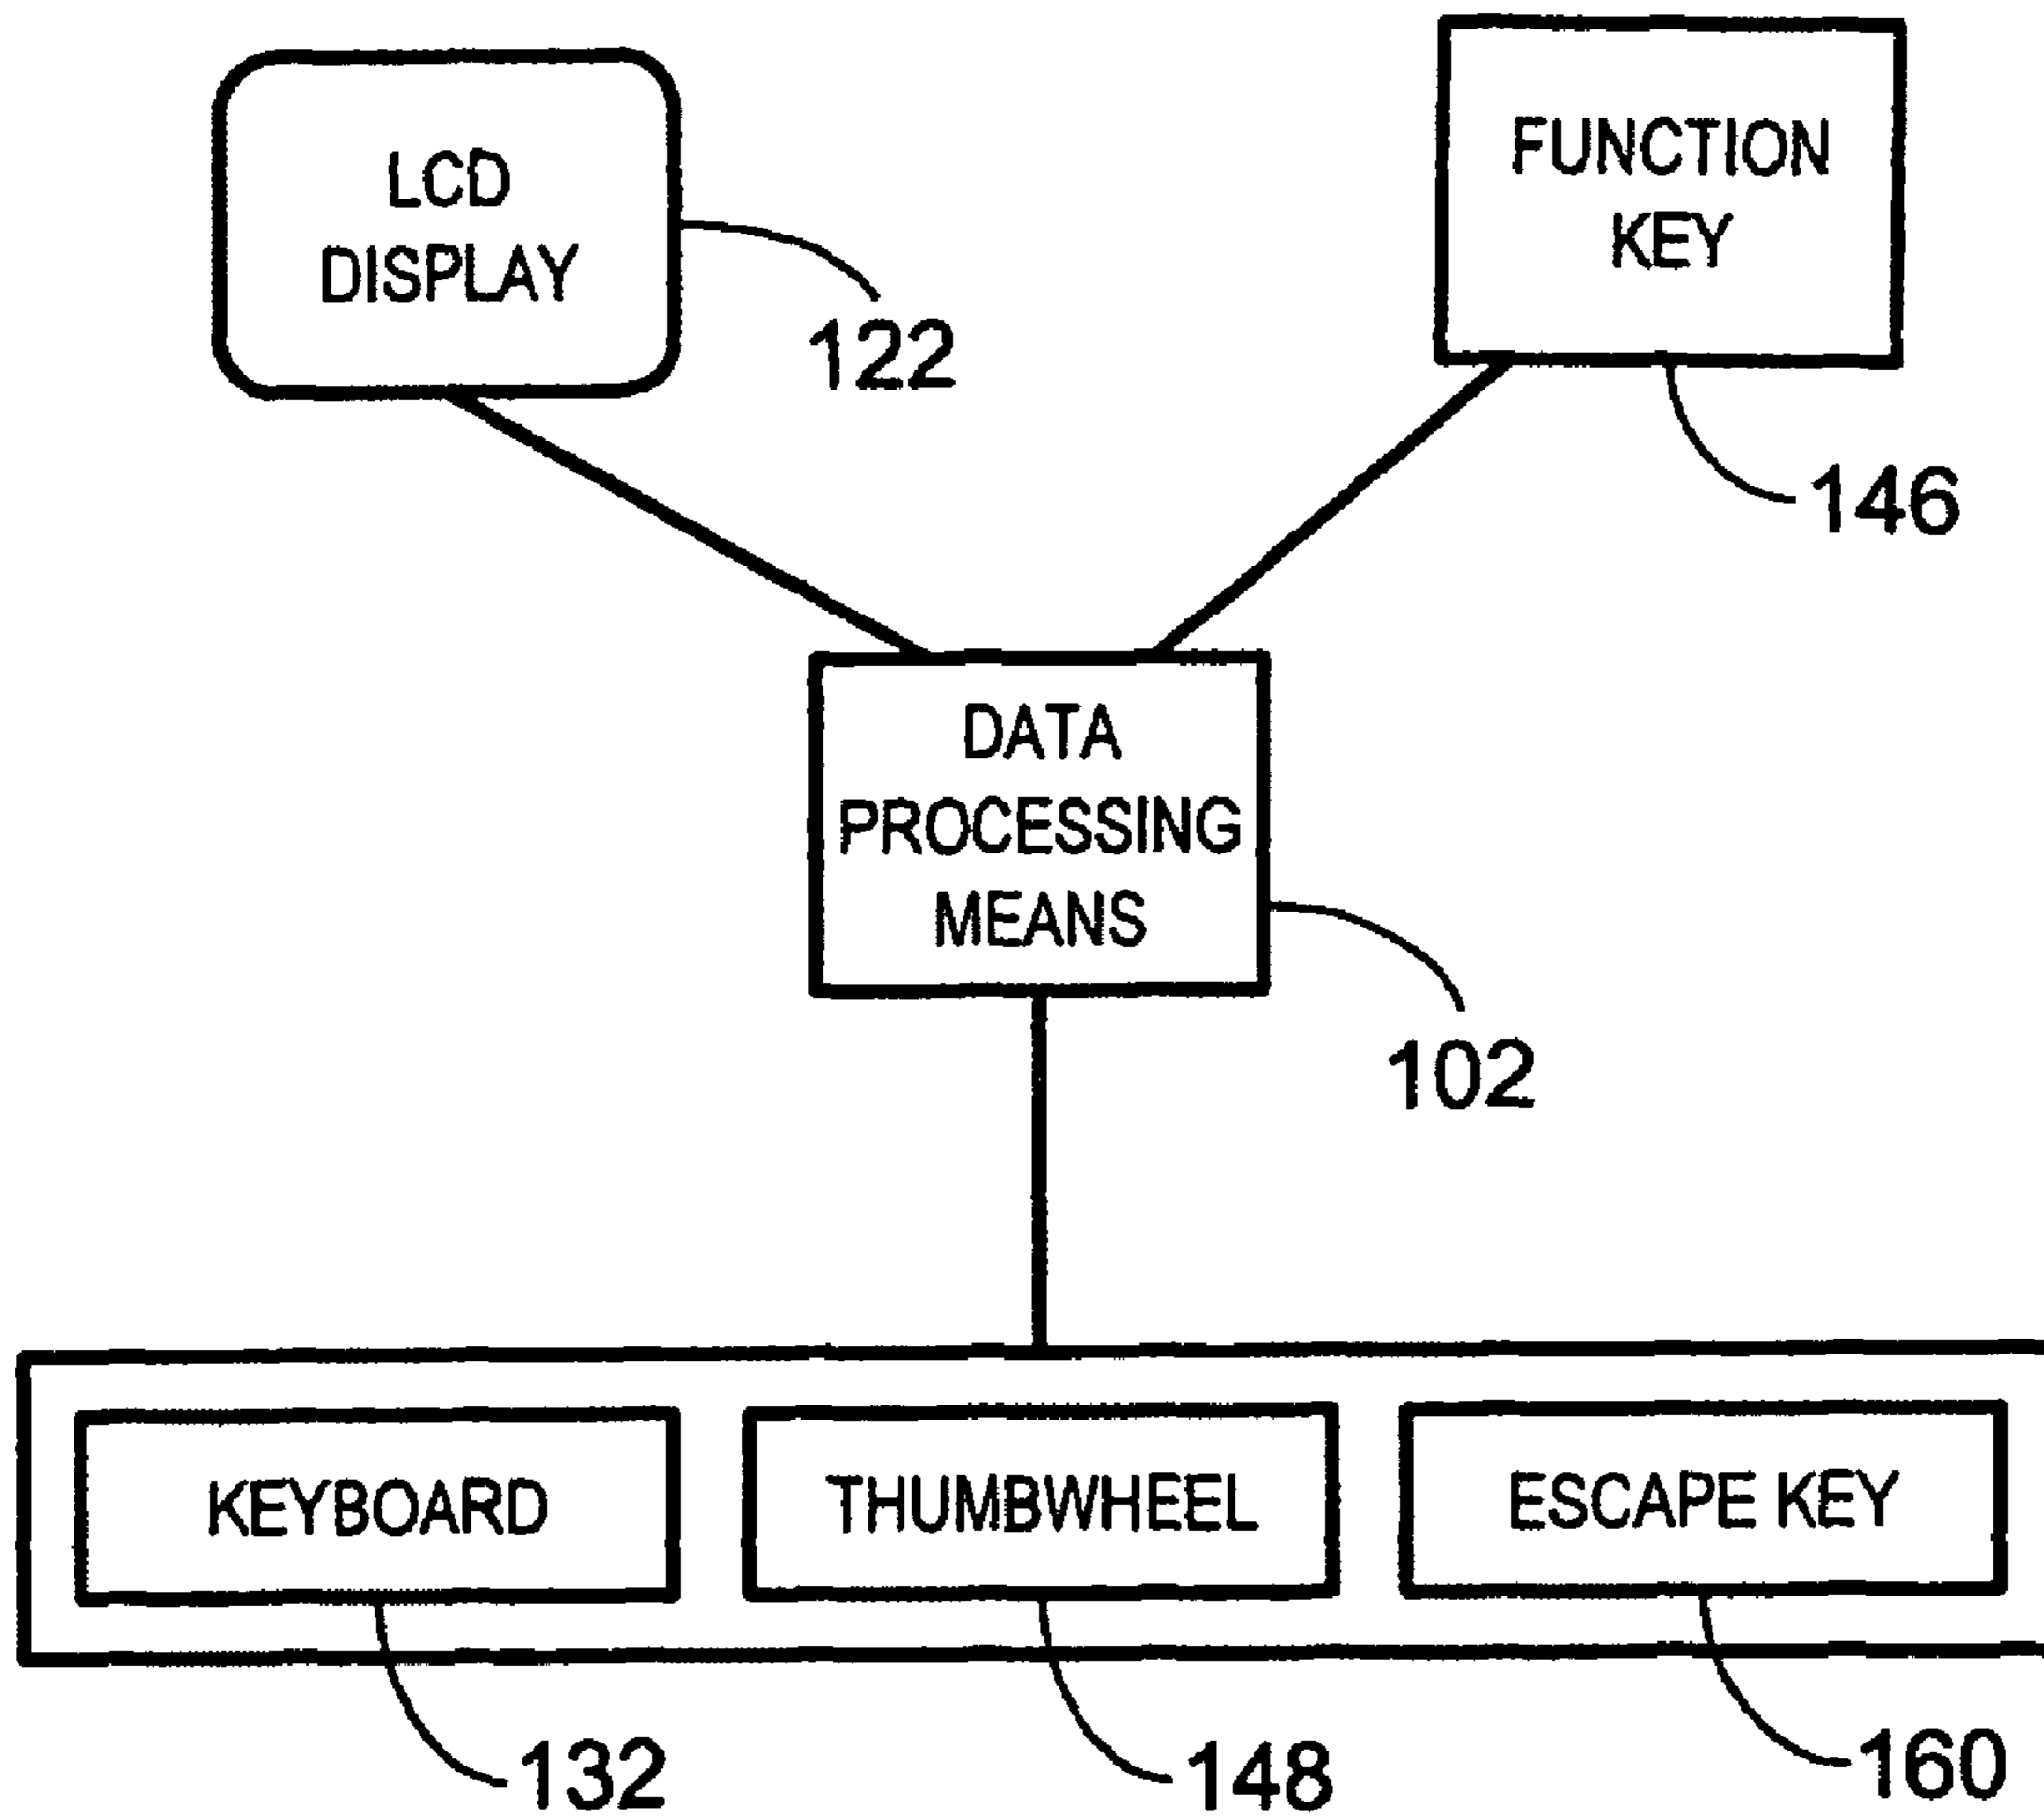 LCD
DISPLAY
122
FUNCTION
KEY
146
DATA
PROCESSING
MEANS
102
KEYBOARD
THUMBWHEEL
ESCAPE KEY
132
148
160